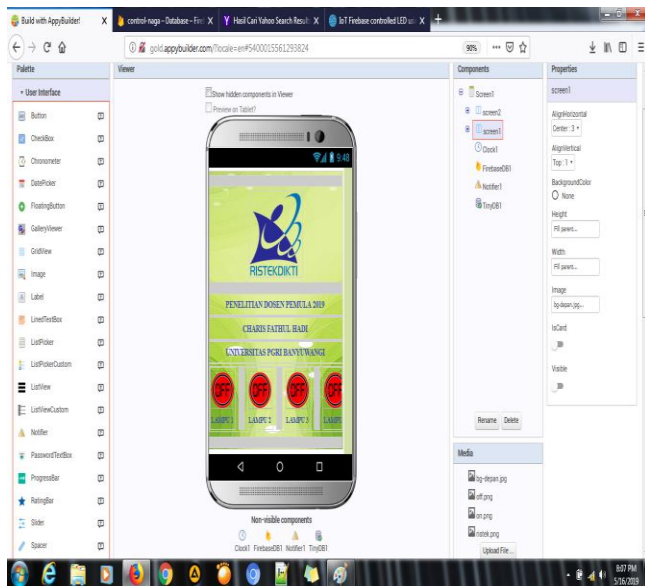 Build with AppyBuilder!
control-naga - Database - Fire
Yahoo Search Result
IoT Firebase controlled LED usi
gold.appybuilder.com/?locale=en#5400015561293824
90%
Palette
Viewer
Components
Properties
User Interface
Button
CheckBox
Chronometer
DatePicker
FloatingButton
GalleryViewer
GridView
Image
Label
LinedTextBox
ListPicker
ListPickerCustom
ListView
ListViewCustom
Notifier
PasswordTextBox
ProgressBar
RatingBar
Slider
Spacer
Show hidden components in Viewer
Preview on Tablet?
9:48
RISTEKDIKTI
PENELITIAN DOSEN PEMULA 2019
CHARIS FATHUL HADI
UNIVERSITAS PGRI BANYUWANGI
OFF OFF OFF OFF
LAMPU 1 LAMPU 2 LAMPU 3 LAMPU
Non-visible components
Clock1 FirebaseDB1 Notifier1 TinyDB1
Screen1
screen2
screen1
Clock1
FirebaseDB1
Notifier1
TinyDB1
Rename Delete
Media
bg-depan.jpg
off.png
on.png
ristek.png
Upload File ...
screen1
AlignHorizontal
Center : 3
AlignVertical
Top : 1
BackgroundColor
None
Height
Fill parent...
Width
Fill parent...
Image
bg-depan.jpg...
IsCard
Visible
8:07 PM
5/16/2019